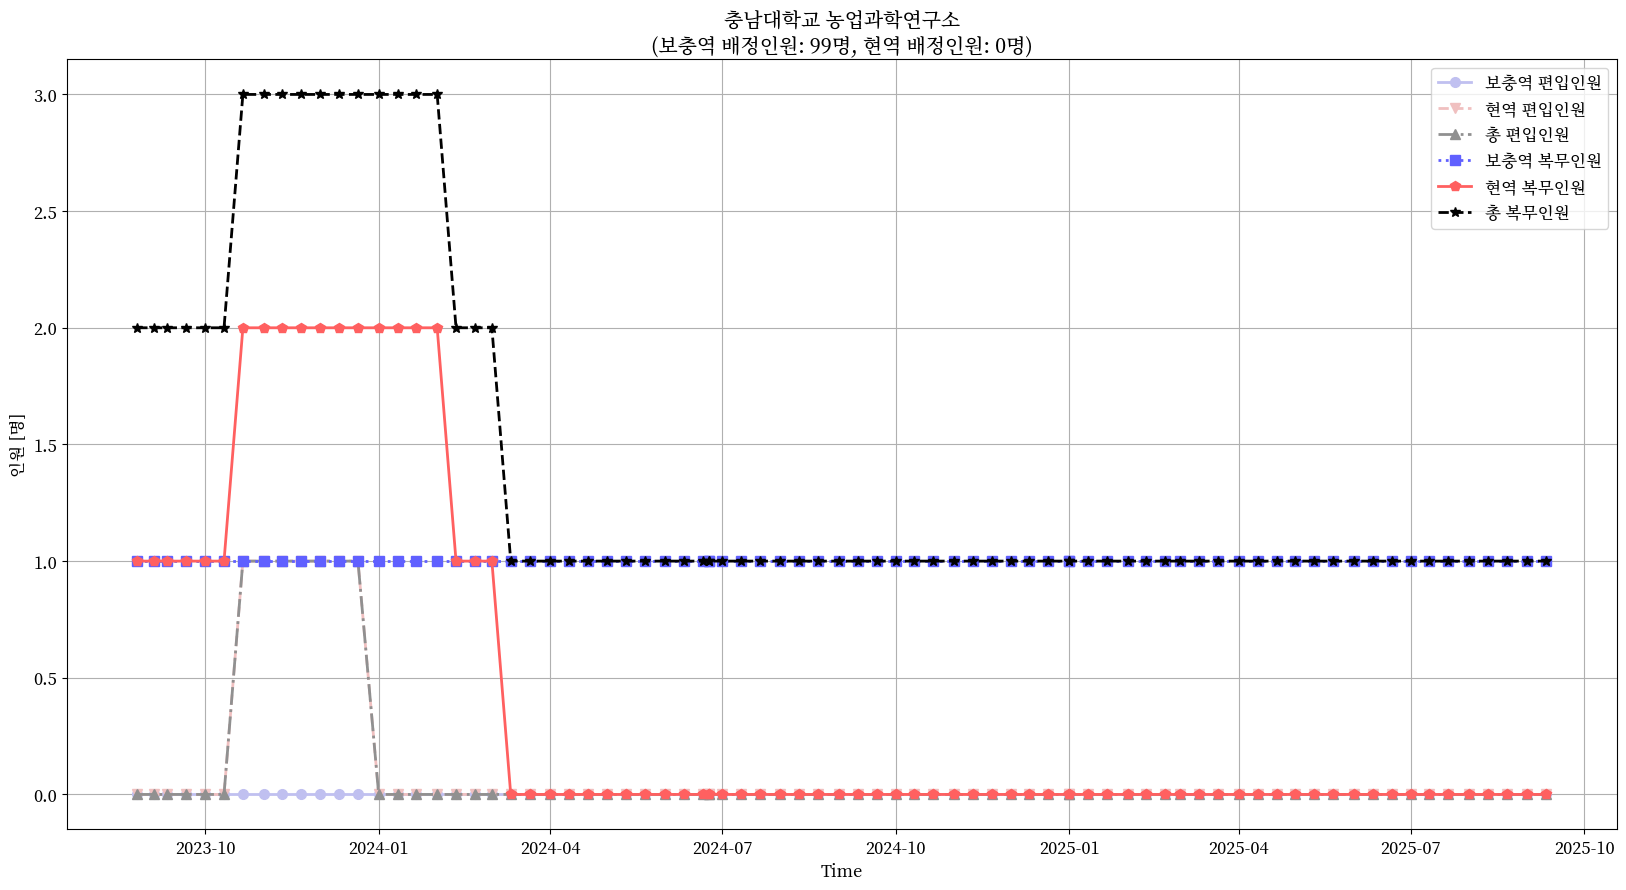 충남대학교 농업과학연구소
(보충역 배정인원: 99명, 현역 배정인원: 0명)
보충역 편입인원
현역 편입인원
총 편입인원
보충역 복무인원
현역 복무인원
총 복무인원
인원 [명]
3.0
2.5
2.0
1.5
1.0
0.5
0.0
2023-10
2024-01
2024-04
2024-07
2024-10
2025-01
2025-04
2025-07
2025-10
Time